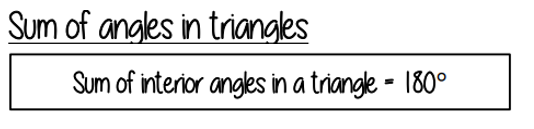 Sum of angles in triangles
Sum of interior angles in a triangle = 180°